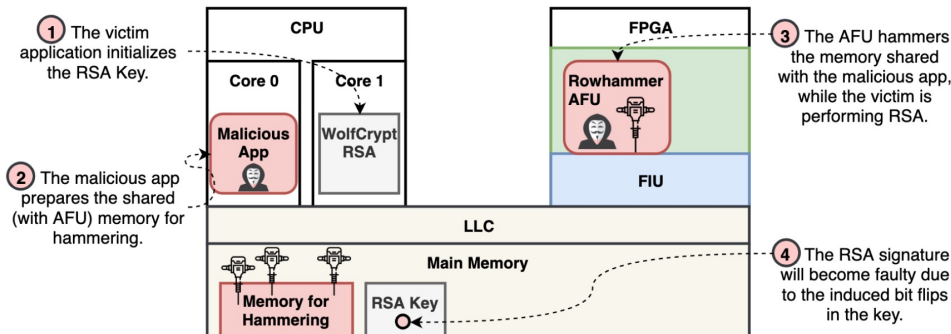 1 The victim
application initializes
the RSA Key.
2 The malicious app
prepares the shared
(with AFU) memory for
hammering.
CPU
Core 0
Core 1
Malicious
App
WolfCrypt
RSA
FPGA
Rowhammer
AFU
FIU
LLC
Main Memory
Memory for
Hammering
RSA Key
3 The AFU hammers
the memory shared
with the malicious app,
while the victim is
performing RSA.
4 The RSA signature
will become faulty due
to the induced bit flips
in the key.